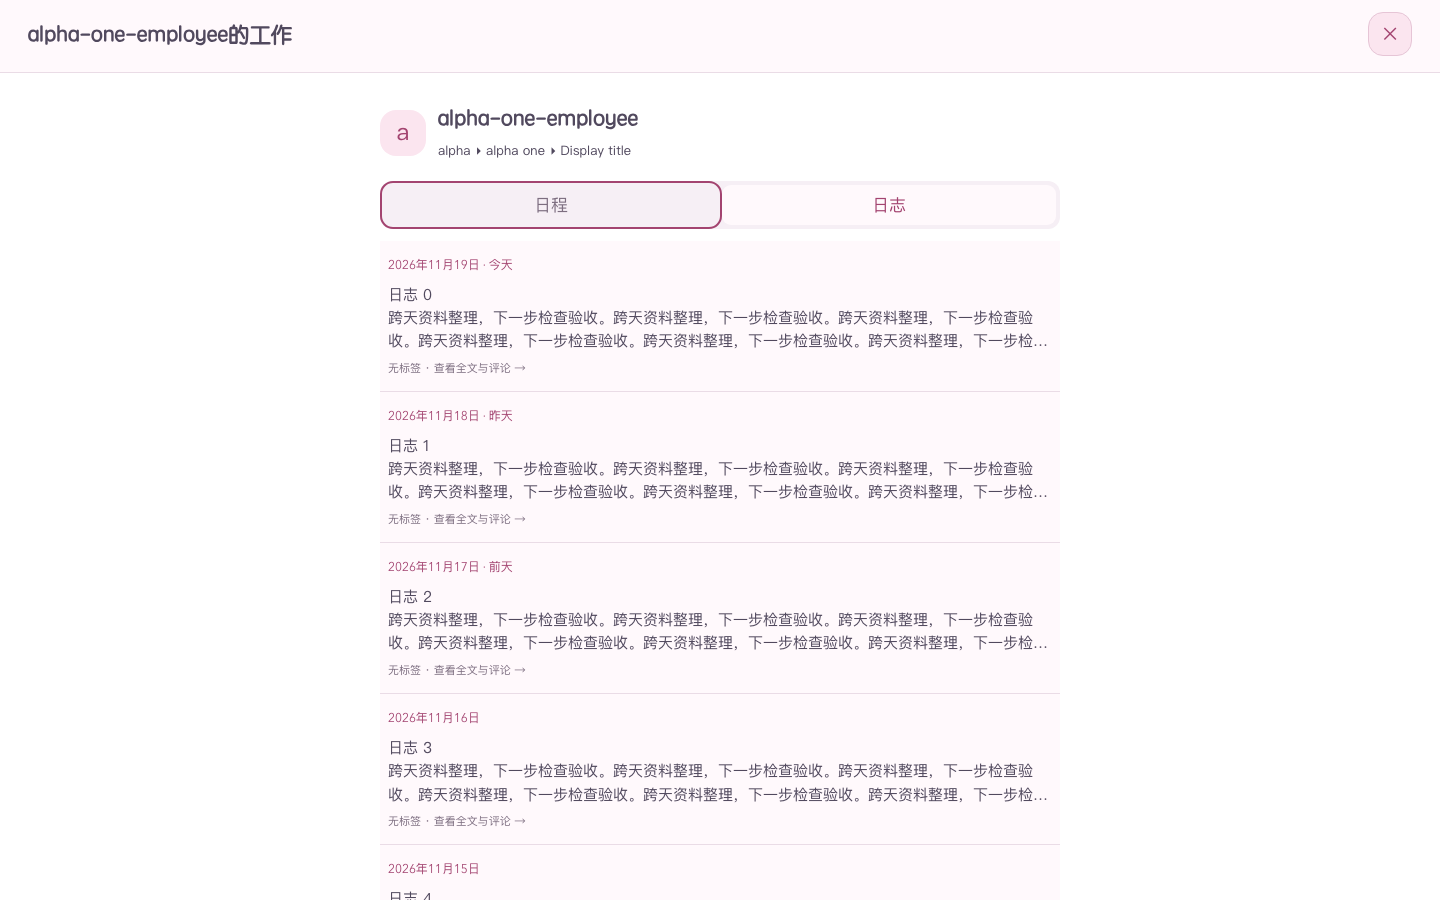 alpha-one-employee的工作
a
alpha-one-employee
alpha ▸ alpha one ▸ Display title
日程
日志
2026年11月19日 · 今天
日志 0
跨天资料整理，下一步检查验收。跨天资料整理，下一步检查验收。跨天资料整理，下一步检查验
收。跨天资料整理，下一步检查验收。跨天资料整理，下一步检查验收。跨天资料整理，下一步检...
无标签 · 查看全文与评论 →
2026年11月18日 · 昨天
日志 1
跨天资料整理，下一步检查验收。跨天资料整理，下一步检查验收。跨天资料整理，下一步检查验
收。跨天资料整理，下一步检查验收。跨天资料整理，下一步检查验收。跨天资料整理，下一步检...
无标签 · 查看全文与评论 →
2026年11月17日 · 前天
日志 2
跨天资料整理，下一步检查验收。跨天资料整理，下一步检查验收。跨天资料整理，下一步检查验
收。跨天资料整理，下一步检查验收。跨天资料整理，下一步检查验收。跨天资料整理，下一步检...
无标签 · 查看全文与评论 →
2026年11月16日
日志 3
跨天资料整理，下一步检查验收。跨天资料整理，下一步检查验收。跨天资料整理，下一步检查验
收。跨天资料整理，下一步检查验收。跨天资料整理，下一步检查验收。跨天资料整理，下一步检...
无标签 · 查看全文与评论 →
2026年11月15日
日志 4